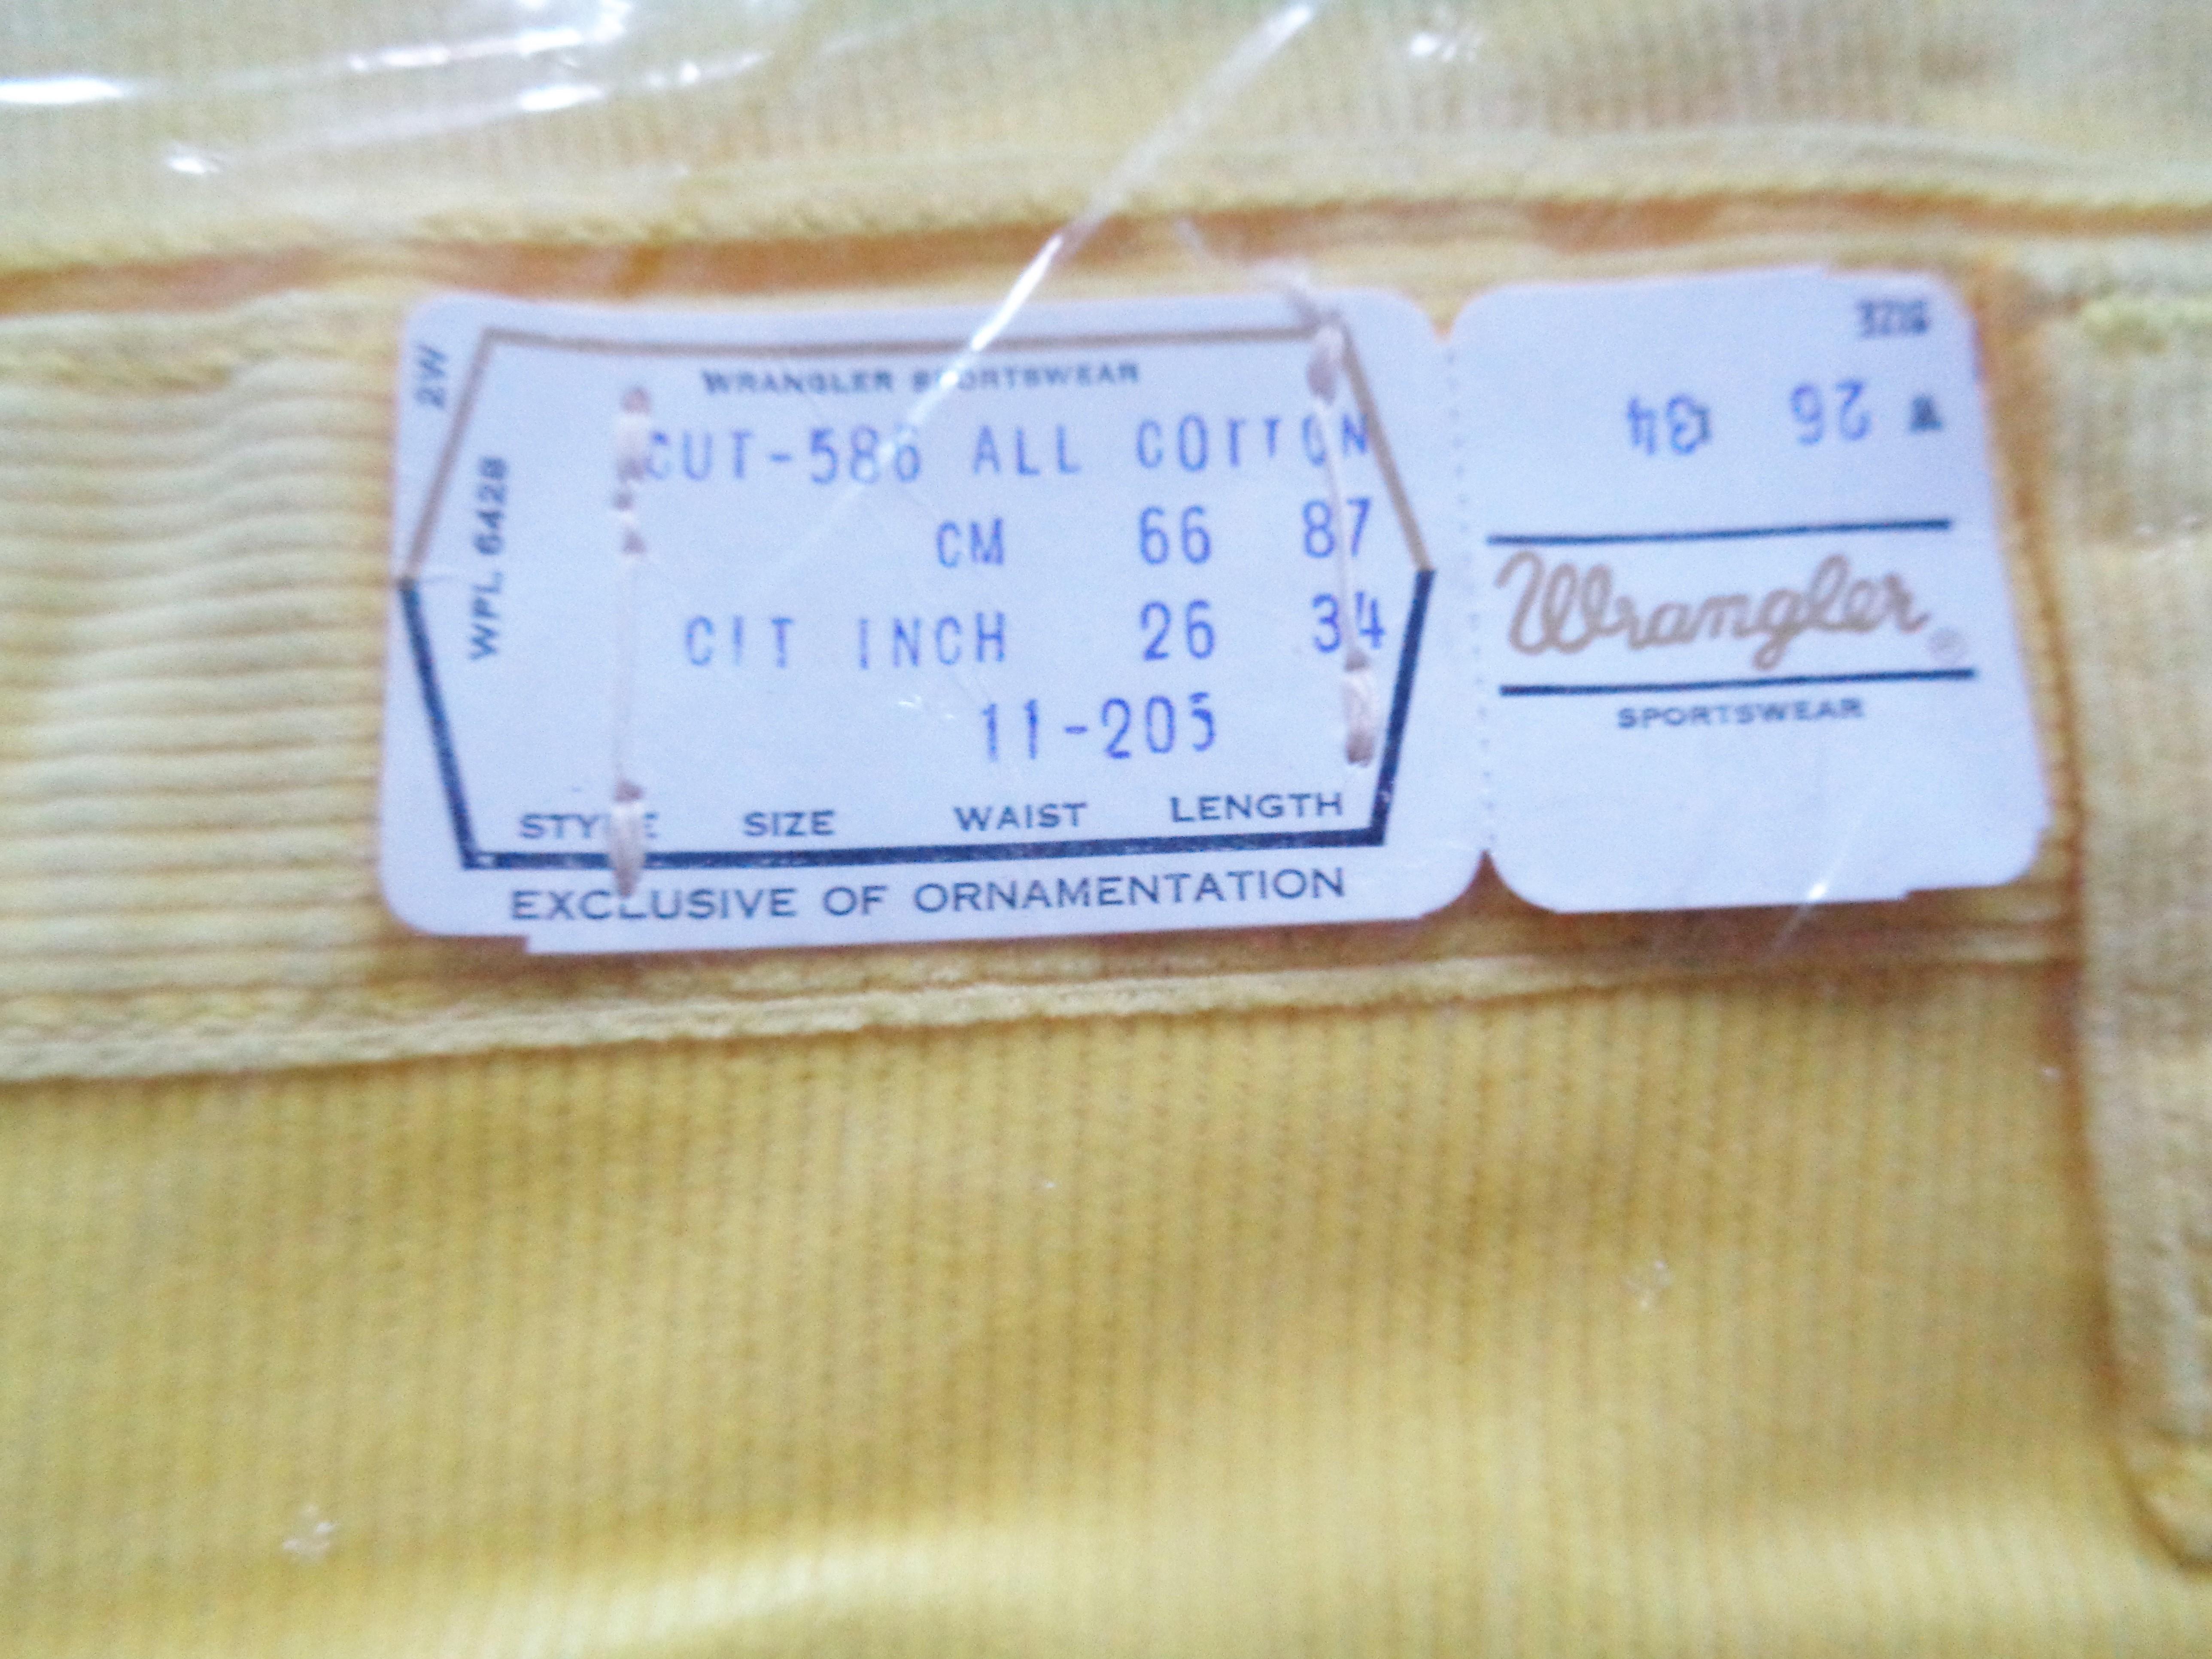 2W
WPL 6428
WRANGLER SPORTSWEAR
CUT-586 ALL COTTON
CM 66 87
CIT INCH 26 34
11-205
STYLE SIZE WAIST LENGTH
EXCLUSIVE OF ORNAMENTATION
SIZE
W 26 L 34
Wrangler ®
SPORTSWEAR